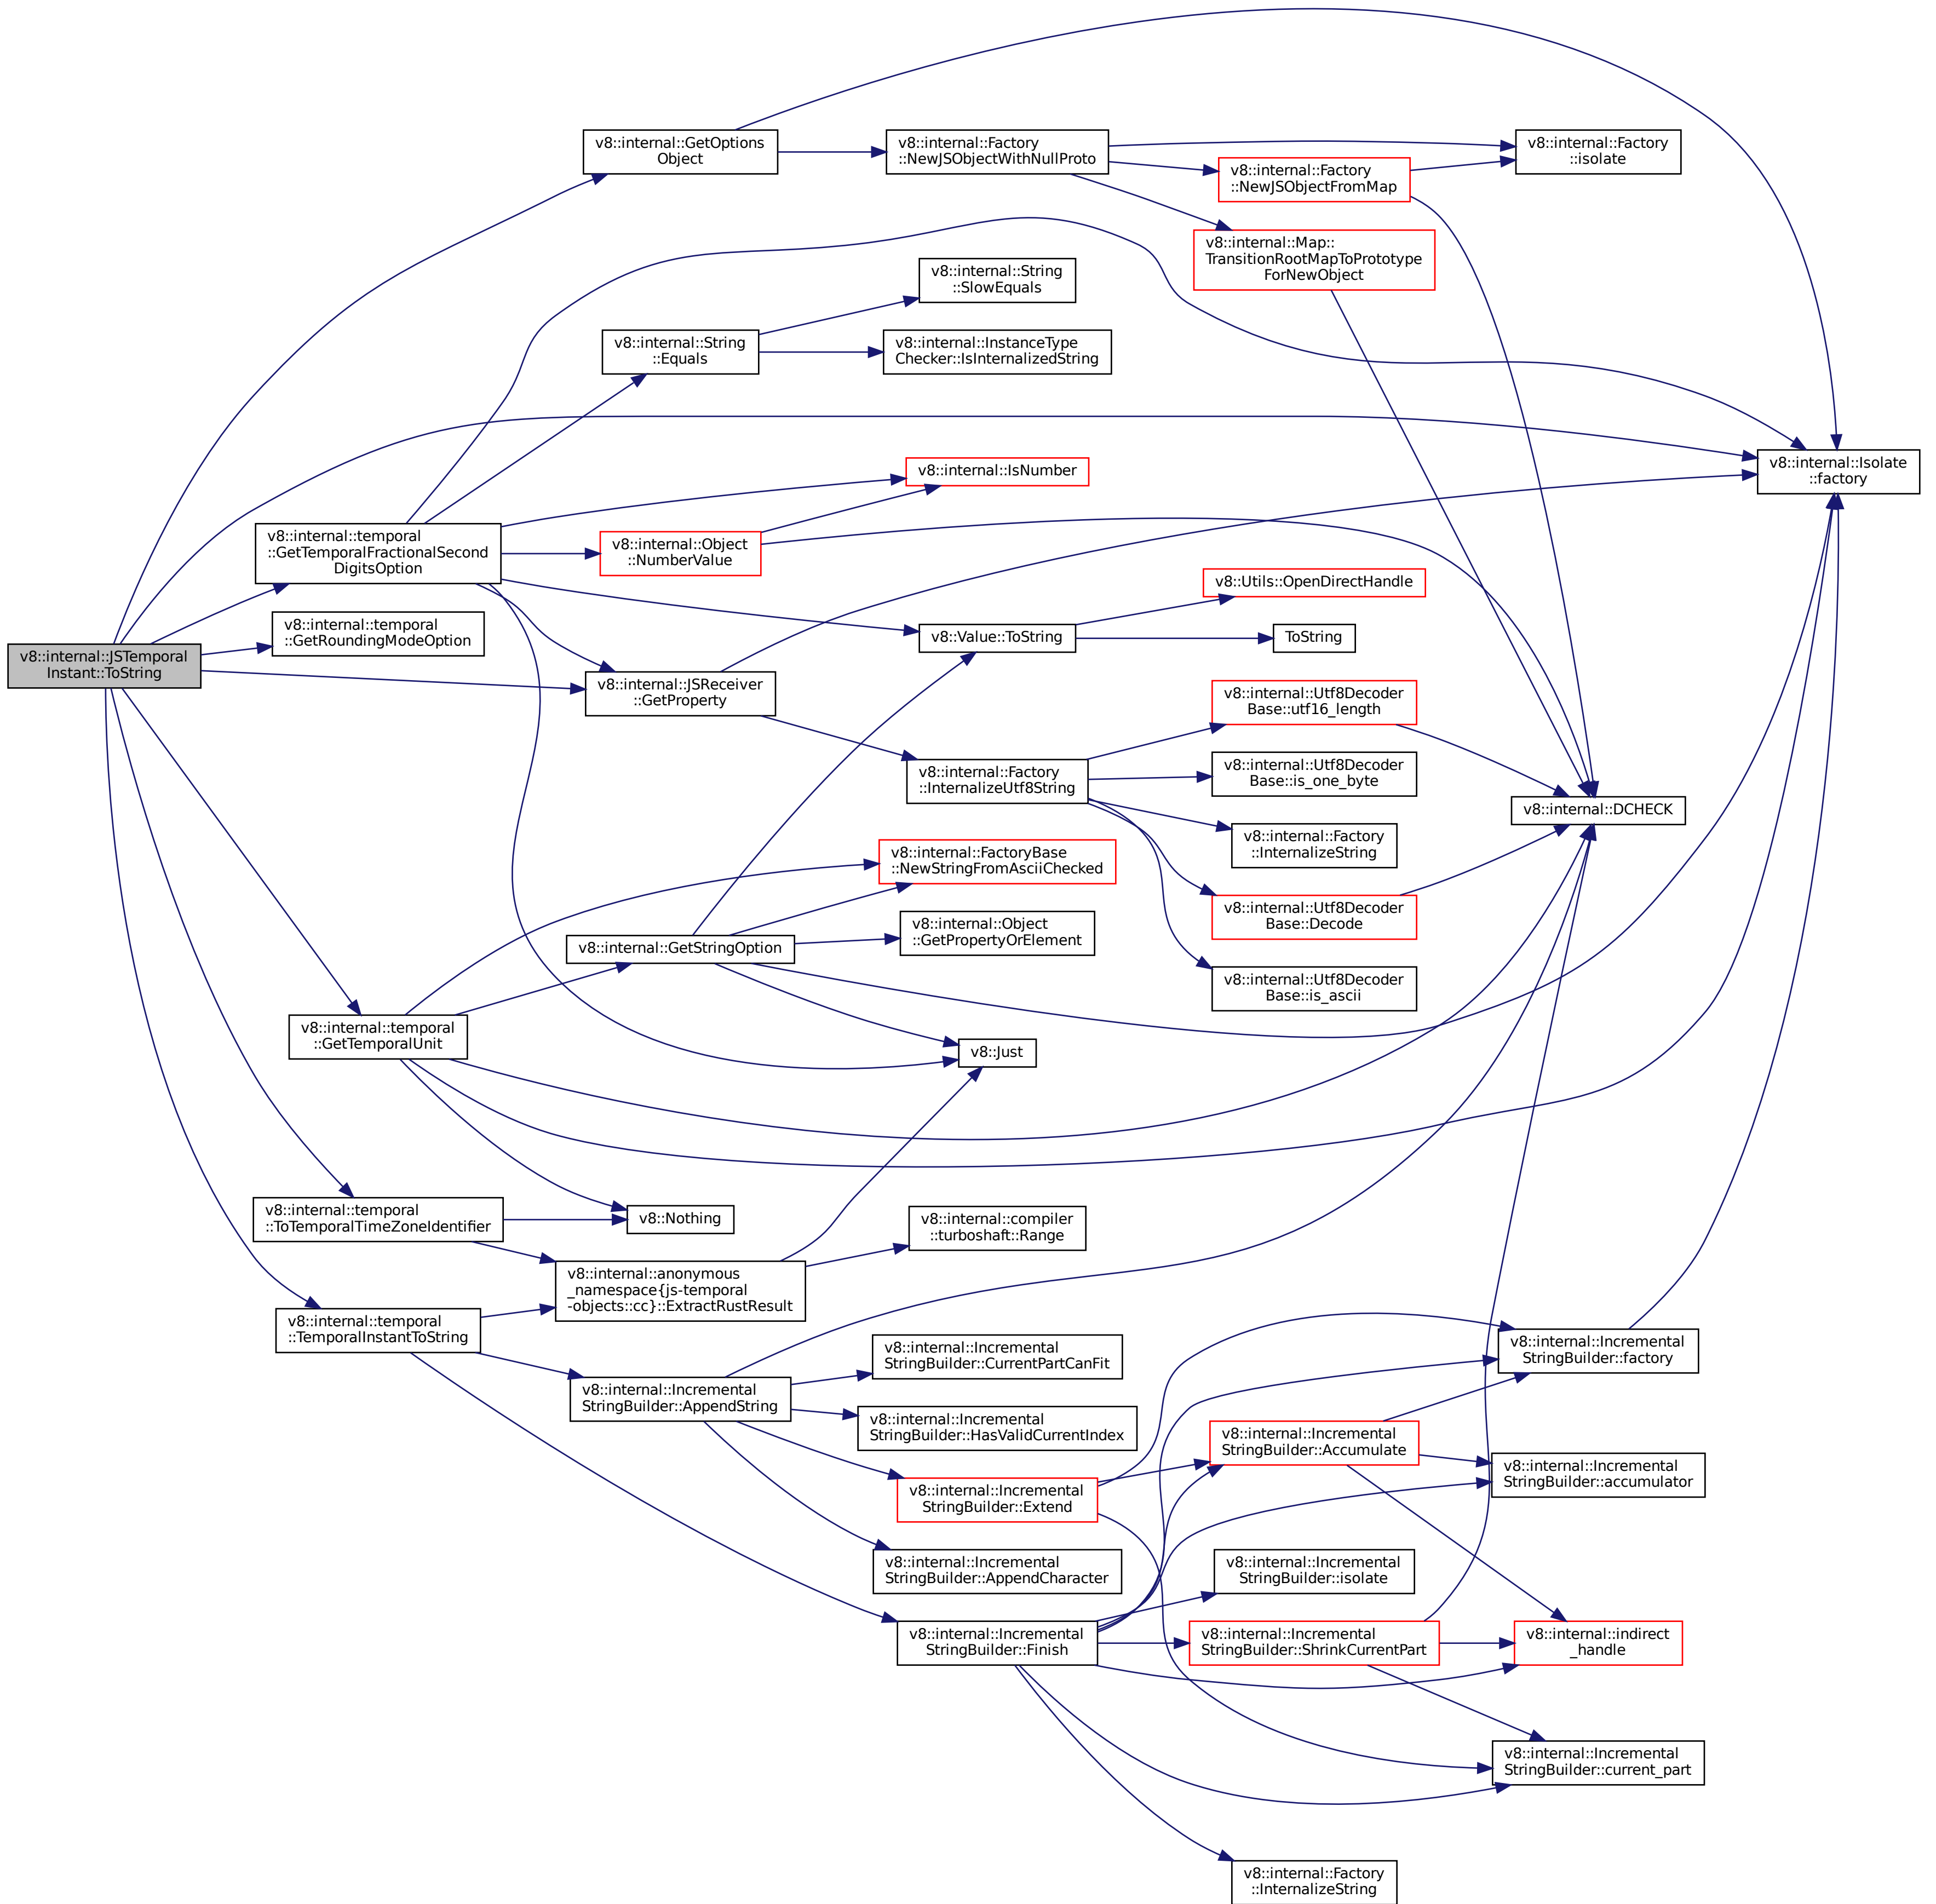 v8::internal::JSTemporal
Instant::ToString
v8::internal::GetOptions
Object
v8::internal::Factory
::NewJSObjectWithNullProto
v8::internal::Factory
::isolate
v8::internal::Factory
::NewJSObjectFromMap
v8::internal::Map::
TransitionRootMapToPrototype
ForNewObject
v8::internal::String
::SlowEquals
v8::internal::String
::Equals
v8::internal::InstanceType
Checker::IsInternalizedString
v8::internal::IsNumber
v8::internal::Isolate
::factory
v8::internal::temporal
::GetTemporalFractionalSecond
DigitsOption
v8::internal::Object
::NumberValue
v8::Utils::OpenDirectHandle
v8::internal::temporal
::GetRoundingModeOption
v8::Value::ToString
ToString
v8::internal::JSReceiver
::GetProperty
v8::internal::Utf8Decoder
Base::utf16_length
v8::internal::Factory
::InternalizeUtf8String
v8::internal::Utf8Decoder
Base::is_one_byte
v8::internal::DCHECK
v8::internal::Factory
::InternalizeString
v8::internal::FactoryBase
::NewStringFromAsciiChecked
v8::internal::Utf8Decoder
Base::Decode
v8::internal::GetStringOption
v8::internal::Object
::GetPropertyOrElement
v8::internal::Utf8Decoder
Base::is_ascii
v8::internal::temporal
::GetTemporalUnit
v8::Just
v8::internal::temporal
::ToTemporalTimeZoneIdentifier
v8::Nothing
v8::internal::compiler
::turboshaft::Range
v8::internal::anonymous
_namespace{js-temporal
-objects::cc}::ExtractRustResult
v8::internal::temporal
::TemporalInstantToString
v8::internal::Incremental
StringBuilder::factory
v8::internal::Incremental
StringBuilder::CurrentPartCanFit
v8::internal::Incremental
StringBuilder::AppendString
v8::internal::Incremental
StringBuilder::HasValidCurrentIndex
v8::internal::Incremental
StringBuilder::Accumulate
v8::internal::Incremental
StringBuilder::accumulator
v8::internal::Incremental
StringBuilder::Extend
v8::internal::Incremental
StringBuilder::AppendCharacter
v8::internal::Incremental
StringBuilder::isolate
v8::internal::Incremental
StringBuilder::Finish
v8::internal::Incremental
StringBuilder::ShrinkCurrentPart
v8::internal::indirect
_handle
v8::internal::Incremental
StringBuilder::current_part
v8::internal::Factory
::InternalizeString